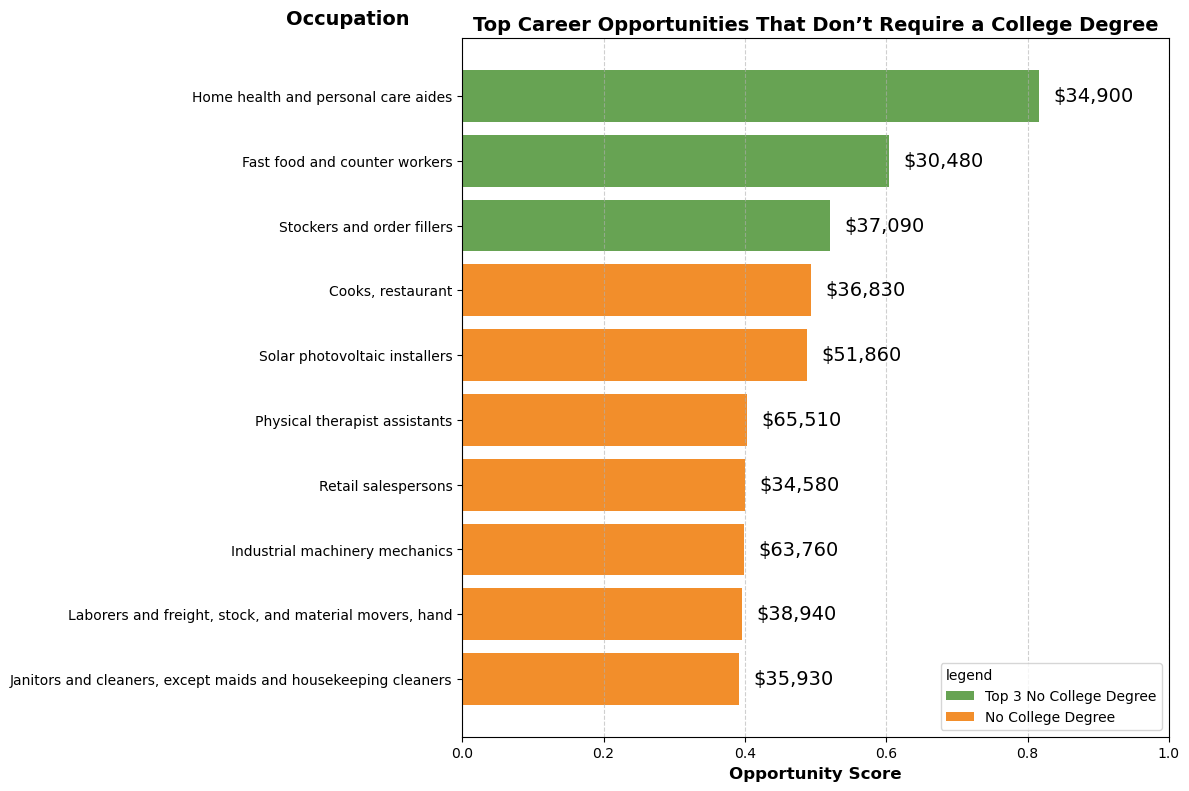 Occupation
Top Career Opportunities That Don’t Require a College Degree
Home health and personal care aides
$34,900
Fast food and counter workers
$30,480
Stockers and order fillers
$37,090
Cooks, restaurant
$36,830
Solar photovoltaic installers
$51,860
Physical therapist assistants
$65,510
Retail salespersons
$34,580
Industrial machinery mechanics
$63,760
Laborers and freight, stock, and material movers, hand
$38,940
Janitors and cleaners, except maids and housekeeping cleaners
$35,930
legend
Top 3 No College Degree
No College Degree
0.0 0.2 0.4 0.6 0.8 1.0
Opportunity Score